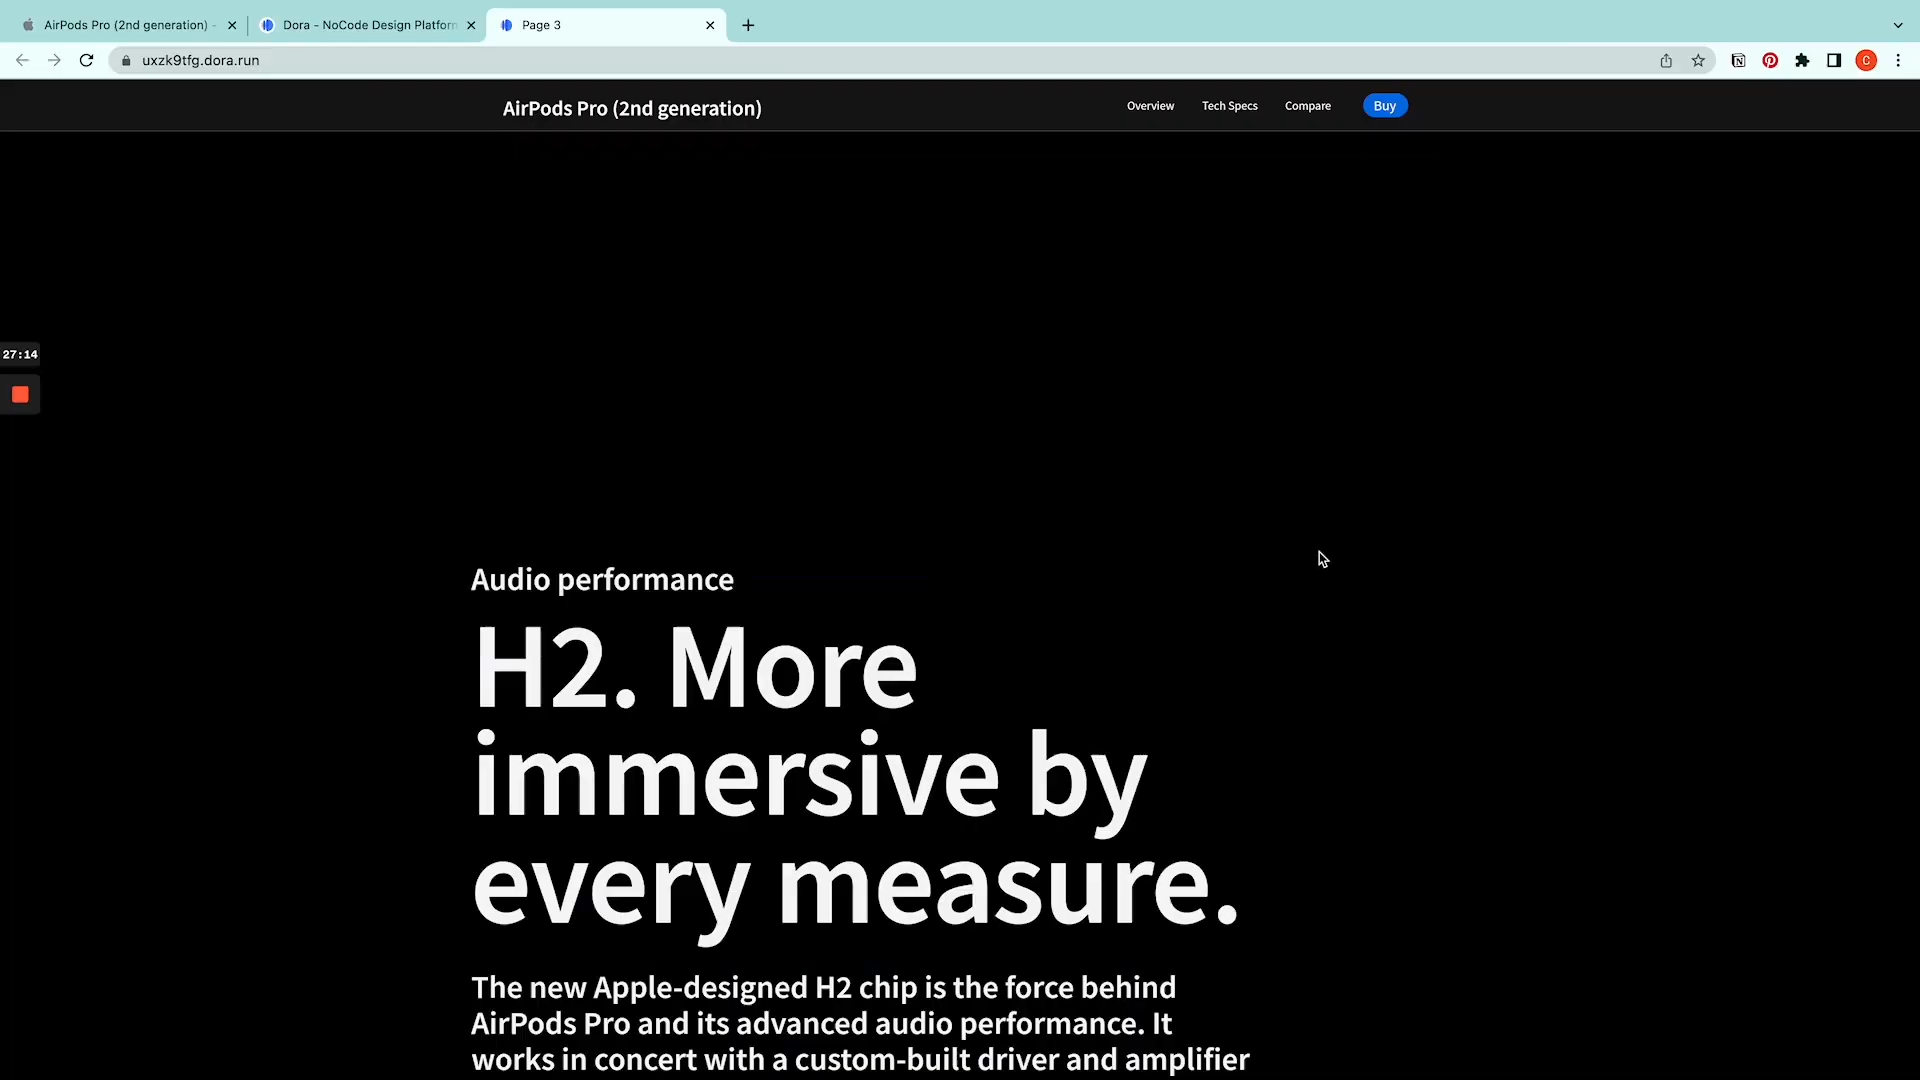 AirPods Pro (2nd generation) -
Dora - NoCode Design Platform
Page 3
uxzk9tfg.dora.run
C
AirPods Pro (2nd generation)
Overview
Tech Specs
Compare
Buy
27:14
Audio performance
H2. More
immersive by
every measure.
The new Apple-designed H2 chip is the force behind
AirPods Pro and its advanced audio performance. It
works in concert with a custom-built driver and amplifier